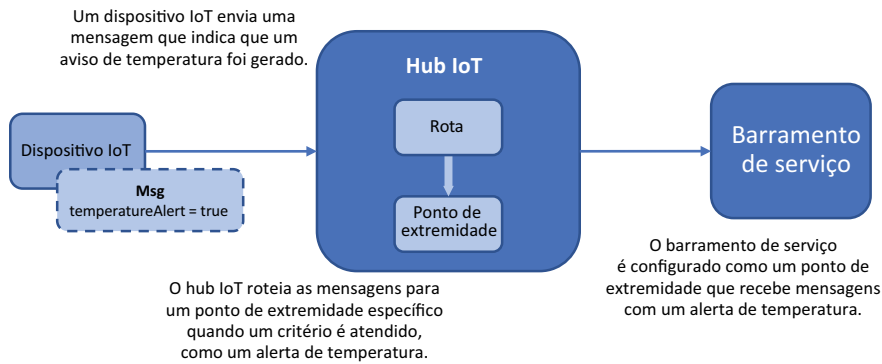 Um dispositivo IoT envia uma
mensagem que indica que um
aviso de temperatura foi gerado.
Hub IoT
Rota
Ponto de
extremidade
Dispositivo IoT
Msg
temperatureAlert = true
Barramento
de serviço
O hub IoT roteia as mensagens para
um ponto de extremidade específico
quando um critério é atendido,
como um alerta de temperatura.
O barramento de serviço
é configurado como um ponto de
extremidade que recebe mensagens
com um alerta de temperatura.